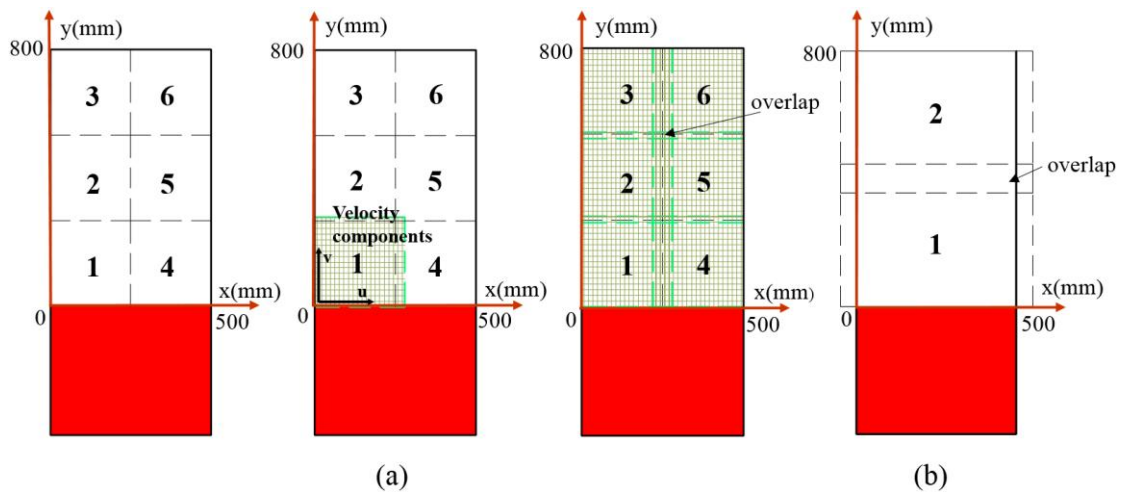 y(mm)
800
3 6
2 5
1 4
x(mm)
0
500
y(mm)
800
3 6
2 5
Velocity
components
v
1 4
u
x(mm)
0
500
y(mm)
800
3 6
overlap
2 5
1 4
x(mm)
0
500
y(mm)
800
2
overlap
1
x(mm)
0
500
(a)
(b)